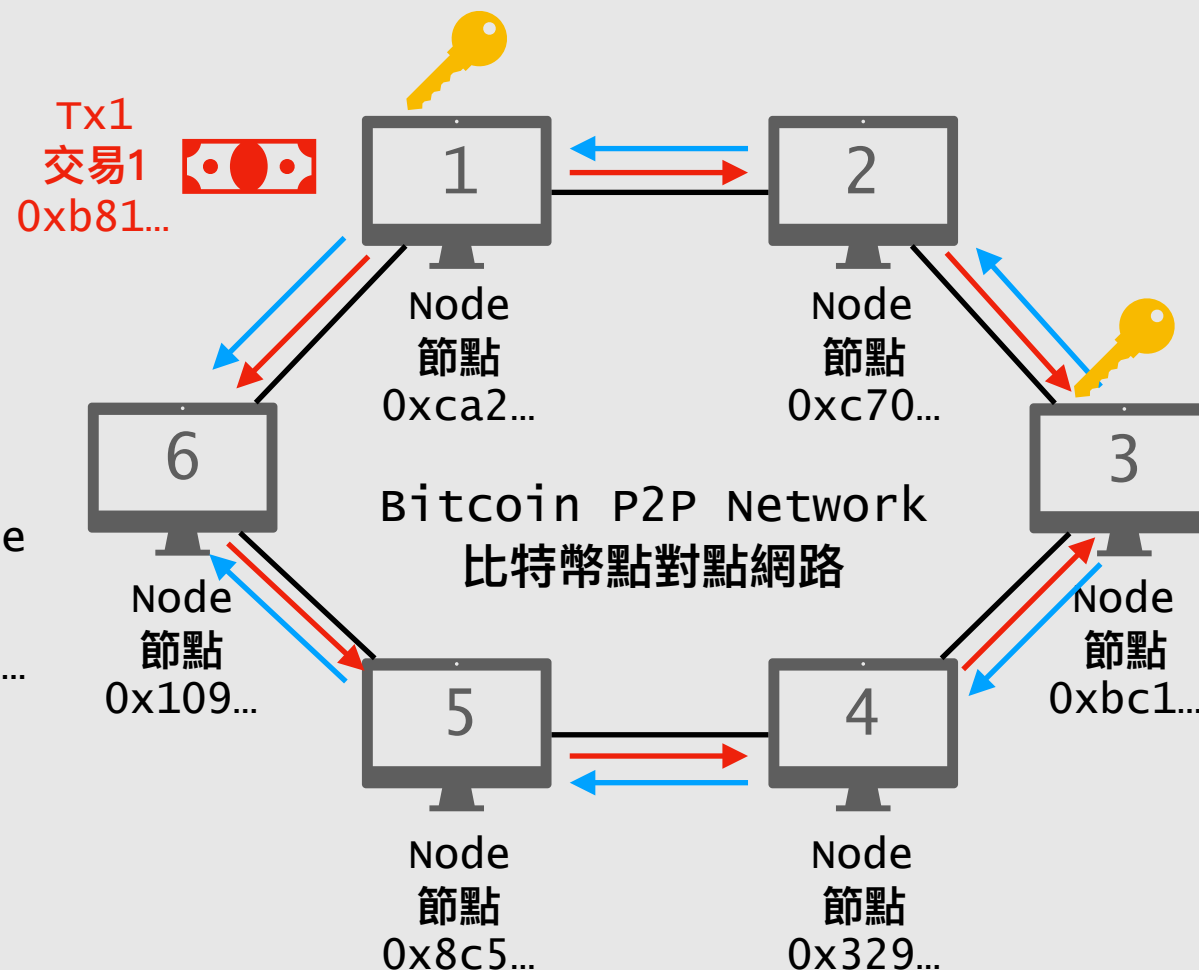 Tx1
交易1
0xb81…
1
2
Node
節點
0xca2…
Node
節點
0xc70…
6
3
Bitcoin P2P Network
比特幣點對點網路
e
…
Node
節點
0x109…
Node
節點
0xbc1…
5
4
Node
節點
0x8c5…
Node
節點
0x329…